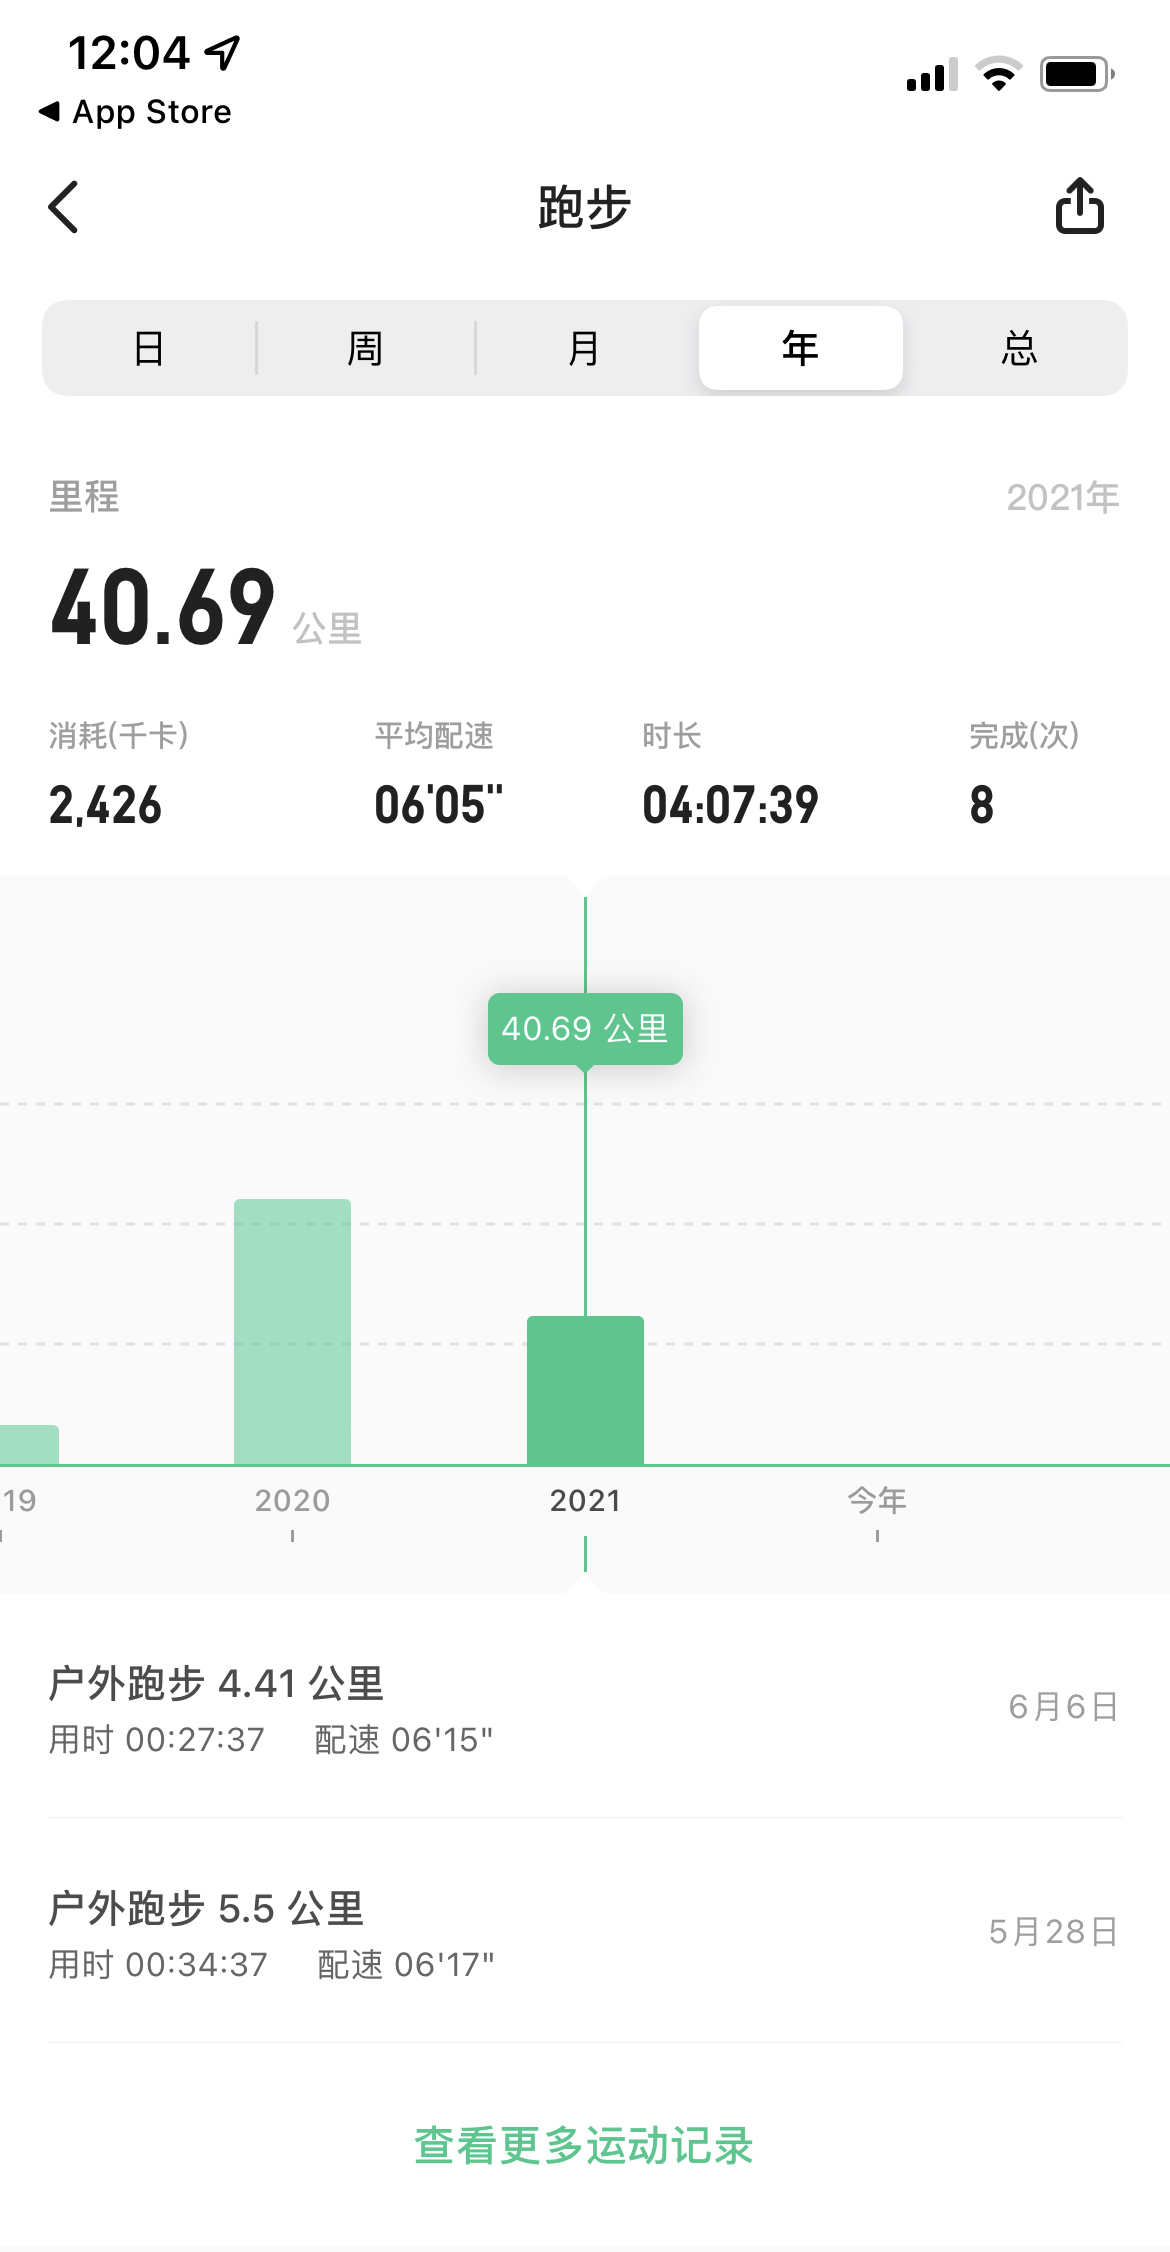 12:04
App Store
跑步
日 周 月 年 总
里程 2021年
40.69 公里
消耗(千卡) 平均配速 时长 完成(次)
2,426 06'05" 04:07:39 8
40.69 公里
19 2020 2021 今年
户外跑步 4.41 公里
6月6日
用时 00:27:37 配速 06'15"
户外跑步 5.5 公里
5月28日
用时 00:34:37 配速 06'17"
查看更多运动记录